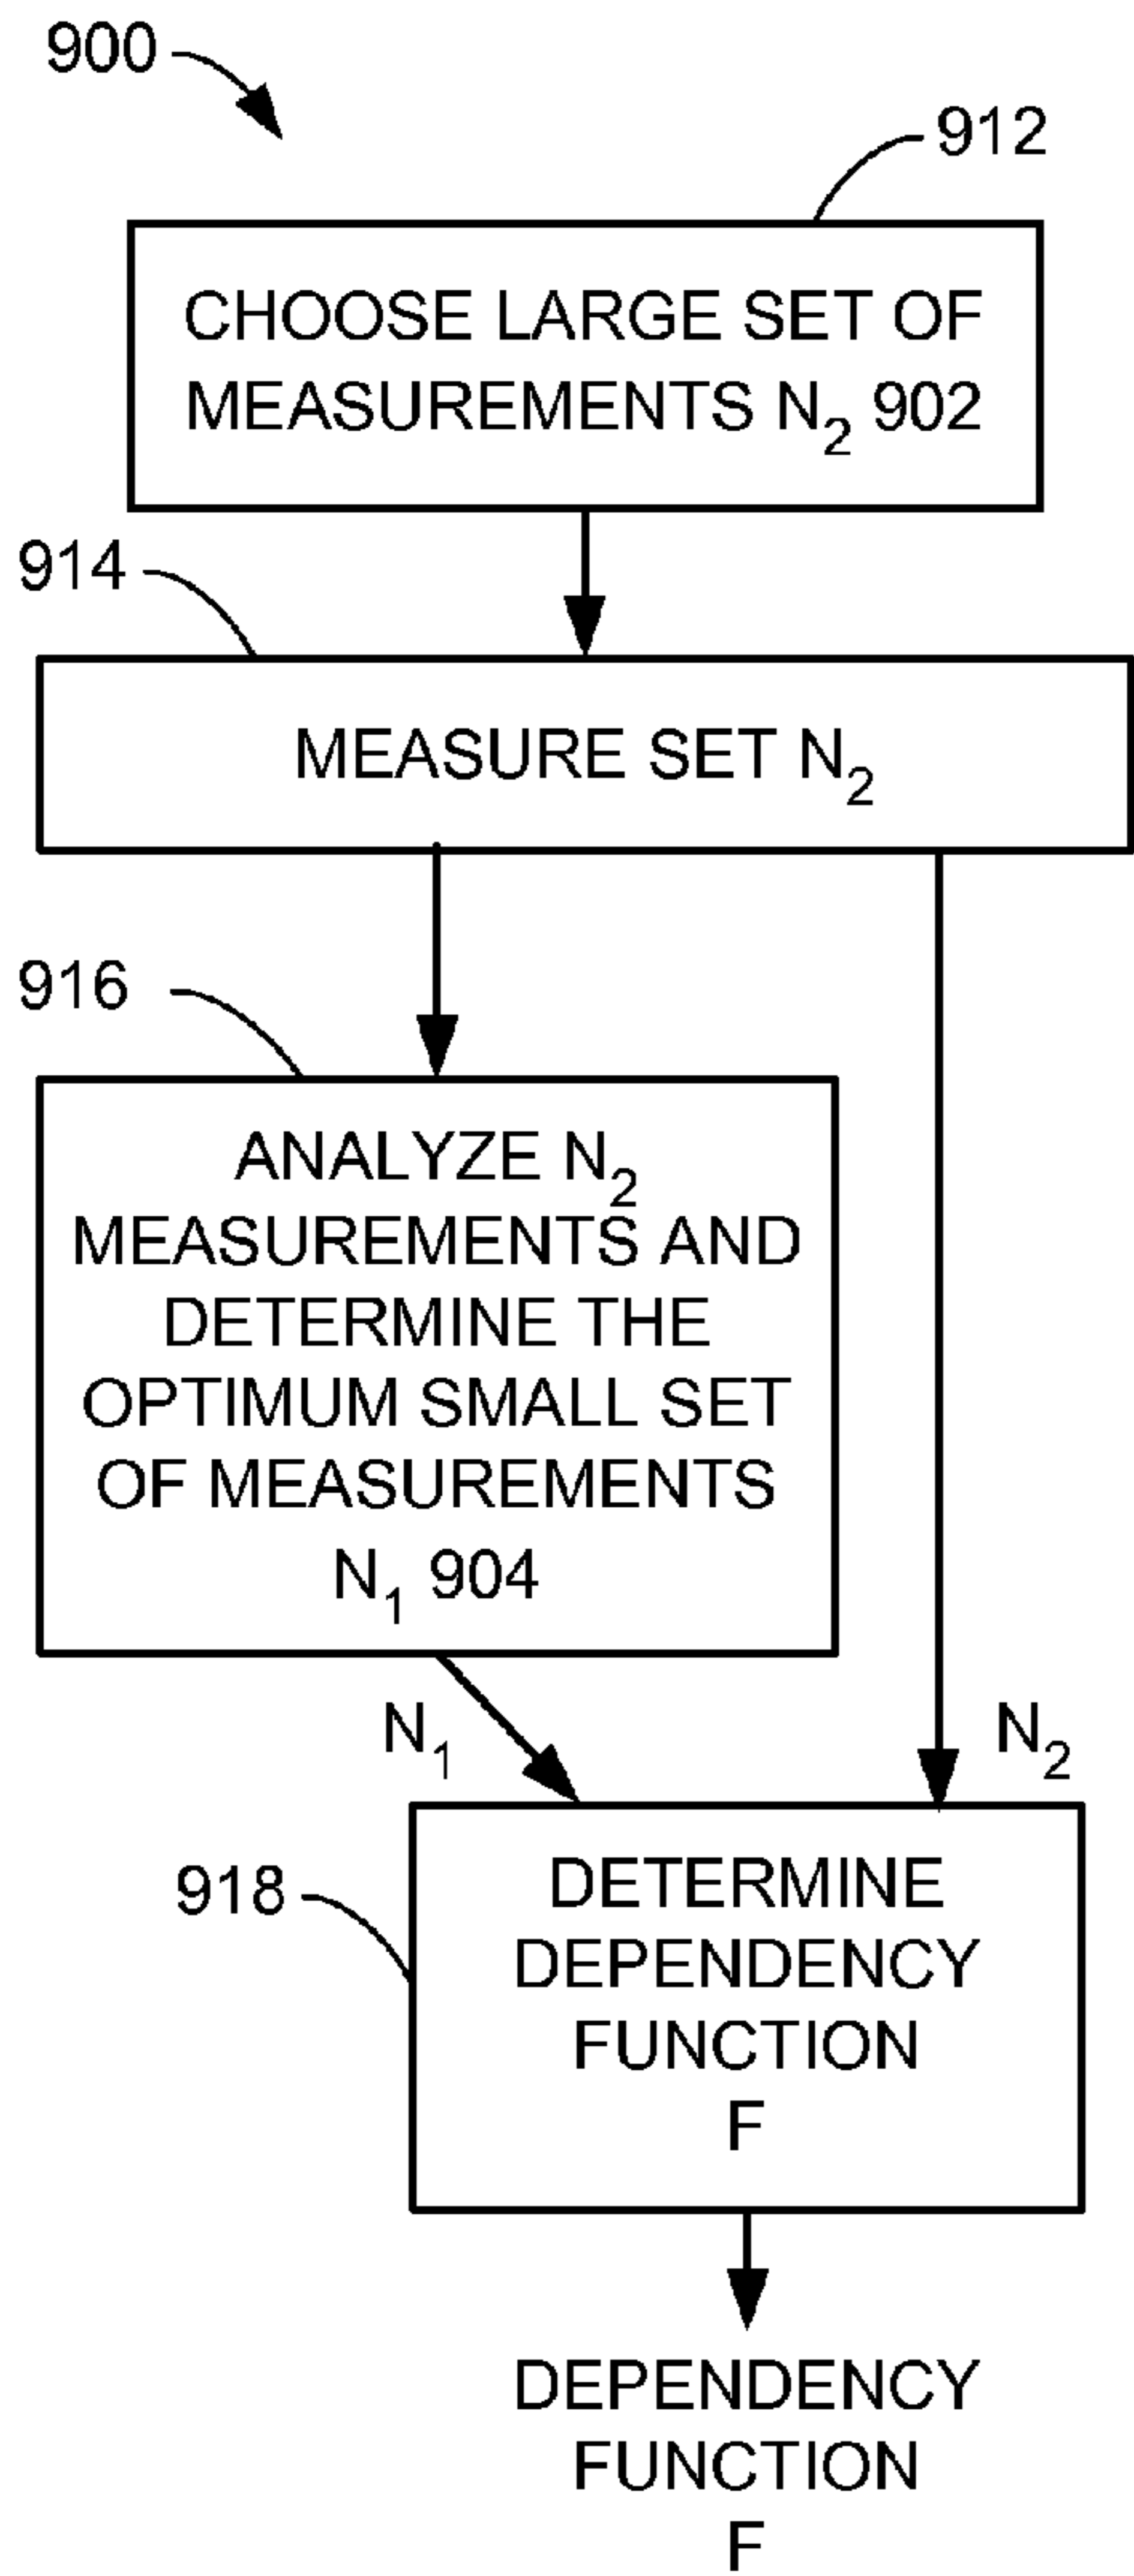 900
912
CHOOSE LARGE SET OF
MEASUREMENTS N₂ 902
914
MEASURE SET N₂
916
ANALYZE N₂
MEASUREMENTS AND
DETERMINE THE
OPTIMUM SMALL SET
OF MEASUREMENTS
N₁ 904
N₁
N₂
918
DETERMINE
DEPENDENCY
FUNCTION
F
DEPENDENCY
FUNCTION
F